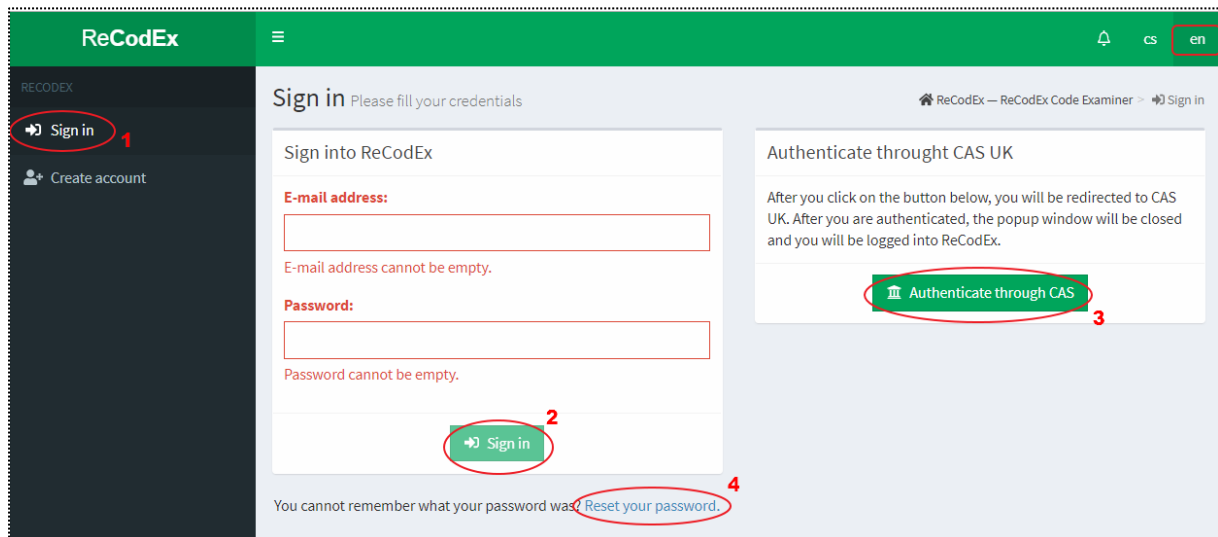 ReCodEx
cs
en
RECODEX
Sign in
1
Create account
Sign in Please fill your credentials
ReCodEx — ReCodEx Code Examiner > Sign in
Sign into ReCodEx
E-mail address:
E-mail address cannot be empty.
Password:
Password cannot be empty.
2
Sign in
4
You cannot remember what your password was? Reset your password.
Authenticate throught CAS UK
After you click on the button below, you will be redirected to CAS
UK. After you are authenticated, the popup window will be closed
and you will be logged into ReCodEx.
Authenticate through CAS
3